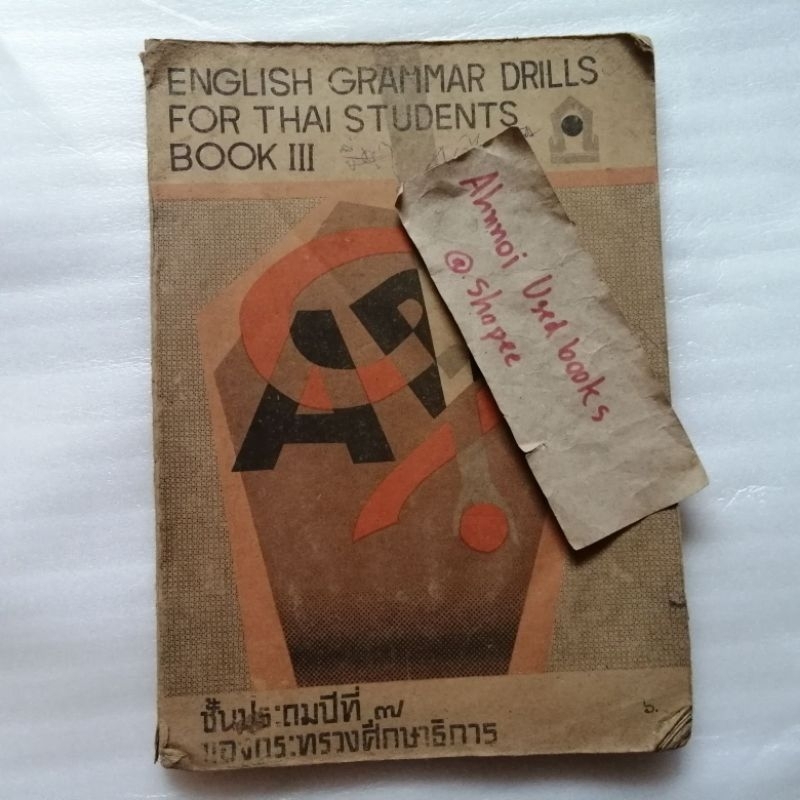 ENGLISH GRAMMAR DRILLS
FOR THAI STUDENTS
BOOK III
Ahnnoi Used books
@ shopee
ชั้นประถมปีที่ ๗
ของกระทรวงศึกษาธิการ
๖.